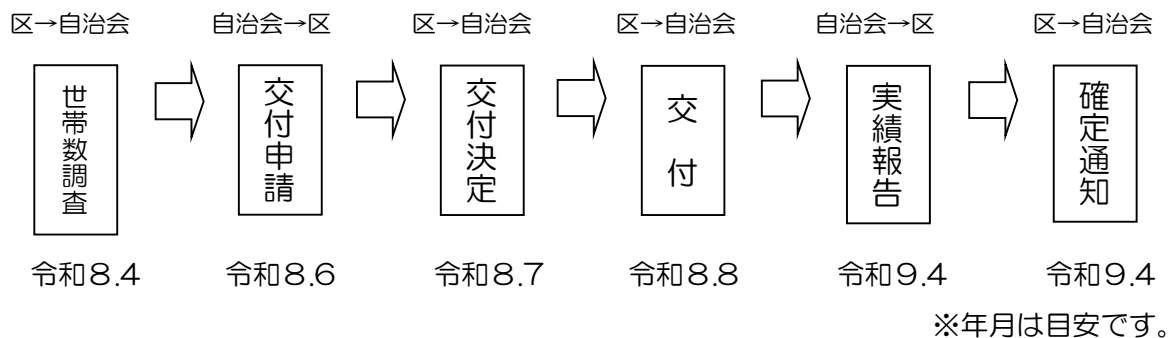 区→自治会 自治会→区 区→自治会 区→自治会 自治会→区 区→自治会
世帯数調査
交付申請
交付決定
交付
実績報告
確定通知
令和8.4 令和8.6 令和8.7 令和8.8 令和9.4 令和9.4
※年月は目安です。